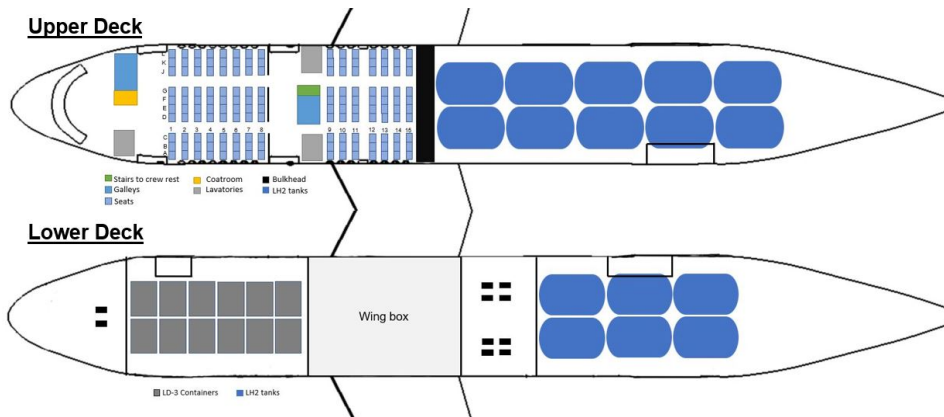 Upper Deck
L
K
J
G
F
E
D
1 2 3 4 5 6 7 8 9 10 11 12 13 14 15
C
B
A
Stairs to crew rest
Coatroom
Bulkhead
Galleys
Lavatories
LH2 tanks
Seats
Lower Deck
Wing box
LD-3 Containers
LH2 tanks